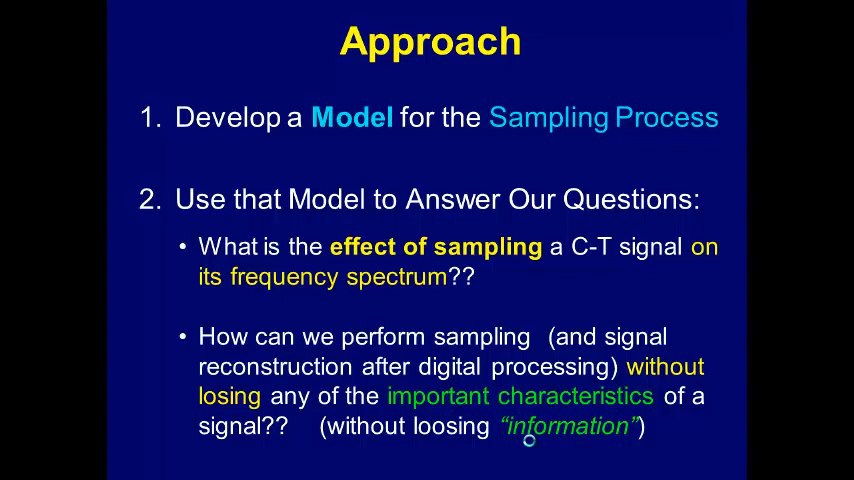 Approach
1. Develop a Model for the Sampling Process
2. Use that Model to Answer Our Questions:
• What is the effect of sampling a C-T signal on
its frequency spectrum??
• How can we perform sampling (and signal
reconstruction after digital processing) without
losing any of the important characteristics of a
signal?? (without loosing “information”)